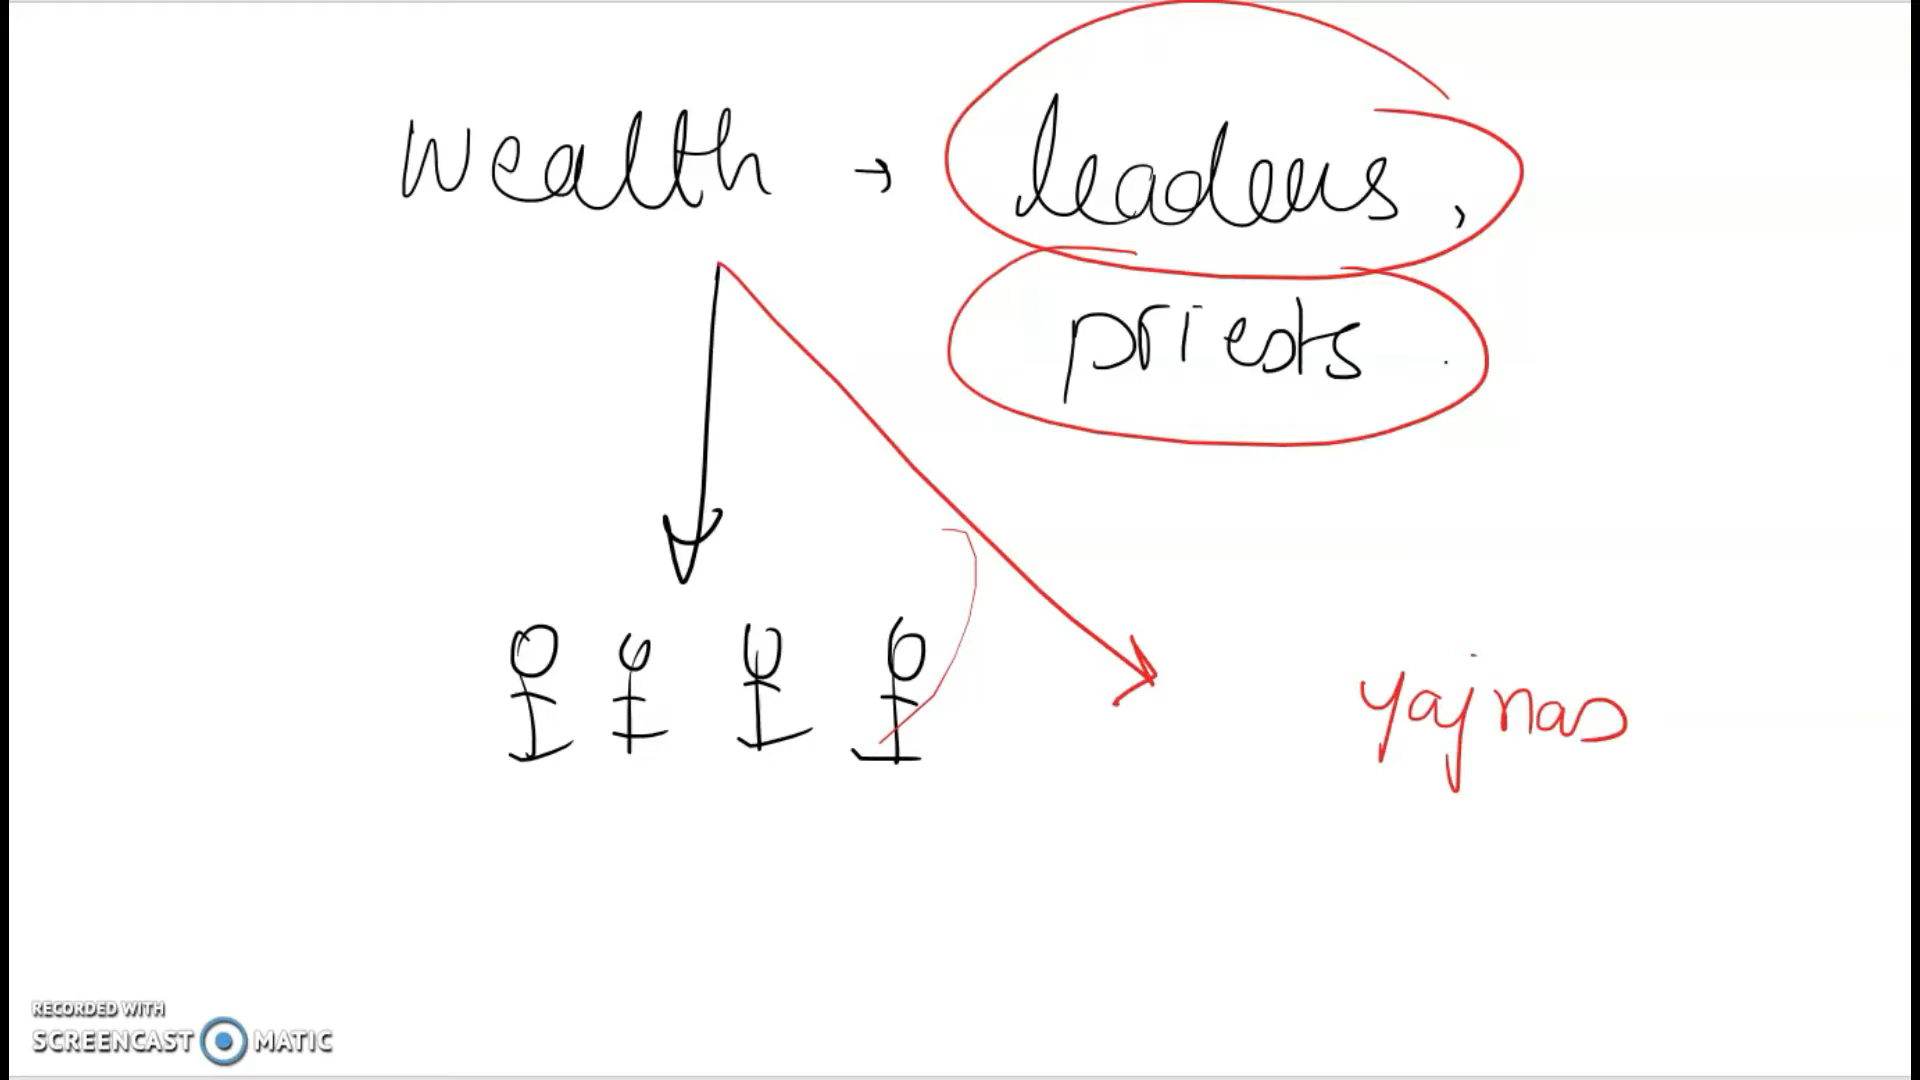 wealth → leaders,
priests.
yajnas
RECORDED WITH
SCREENCAST MATIC